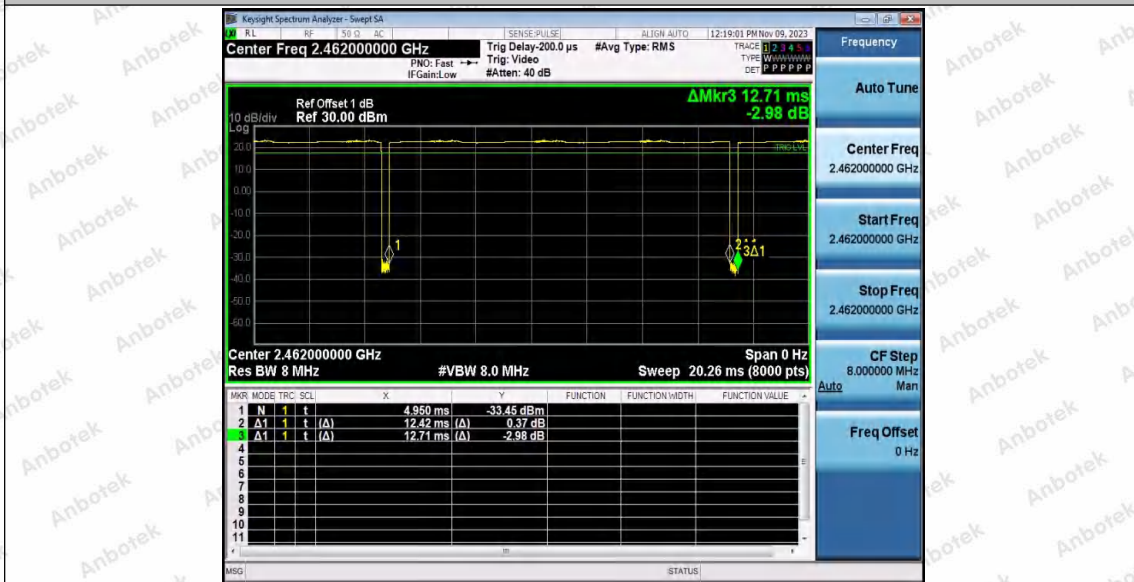 Keysight Spectrum Analyzer - Swept SA
RL RF 50 Ω AC SENSE:PULSE ALIGN AUTO 12:19:01 PM Nov 09, 2023
Center Freq 2.462000000 GHz Trig Delay-200.0 µs #Avg Type: RMS TRACE 1 2 3 4 5 6
PNO: Fast Trig: Video TYPE WWWWWW
IFGain:Low #Atten: 40 dB DET P P P P P P
ΔMkr3 12.71 ms
-2.98 dB
Ref Offset 1 dB
10 dB/div Ref 30.00 dBm
Log
20.0
TRIG LVL
10.0
0.00
-10.0
-20.0
1
2
3Δ1
-30.0
-40.0
-50.0
-60.0
Center 2.462000000 GHz Span 0 Hz
Res BW 8 MHz #VBW 8.0 MHz Sweep 20.26 ms (8000 pts)
MKR MODE TRC SCL X Y FUNCTION FUNCTION WIDTH FUNCTION VALUE
1 N 1 t 4.950 ms -33.45 dBm
2 Δ1 1 t (Δ) 12.42 ms (Δ) 0.37 dB
3 Δ1 1 t (Δ) 12.71 ms (Δ) -2.98 dB
4
5
6
7
8
9
10
11
MSG STATUS
Frequency
Auto Tune
Center Freq
2.462000000 GHz
Start Freq
2.462000000 GHz
Stop Freq
2.462000000 GHz
CF Step
8.000000 MHz
Auto Man
Freq Offset
0 Hz
Anbotek